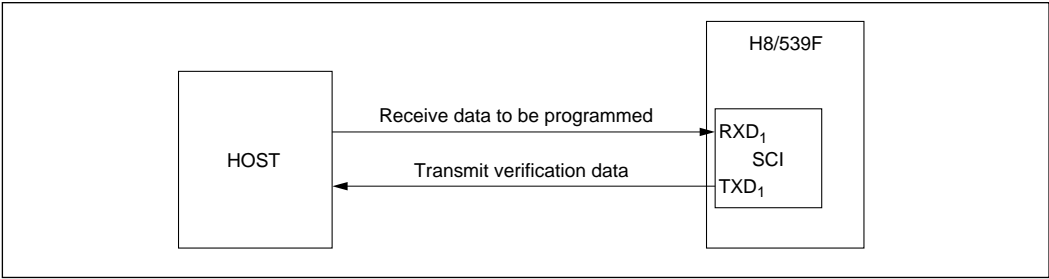 H8/539F
Receive data to be programmed
RXD1
HOST
SCI
Transmit verification data
TXD1